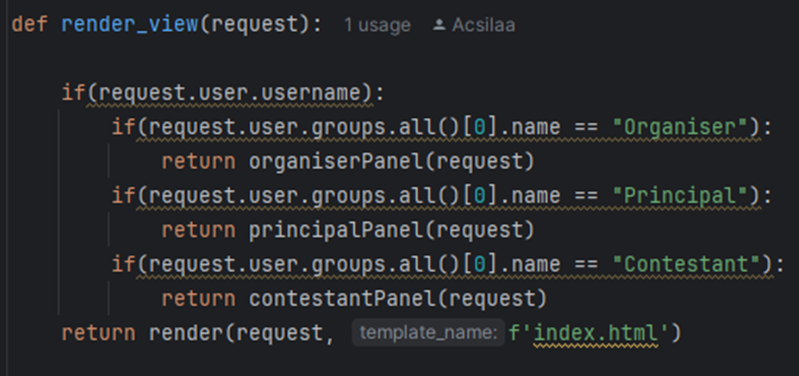 def render_view(request): 1 usage Acsilaa
if(request.user.username):
if(request.user.groups.all()[0].name == "Organiser"):
return organiserPanel(request)
if(request.user.groups.all()[0].name == "Principal"):
return principalPanel(request)
if(request.user.groups.all()[0].name == "Contestant"):
return contestantPanel(request)
return render(request, template_name: f'index.html')